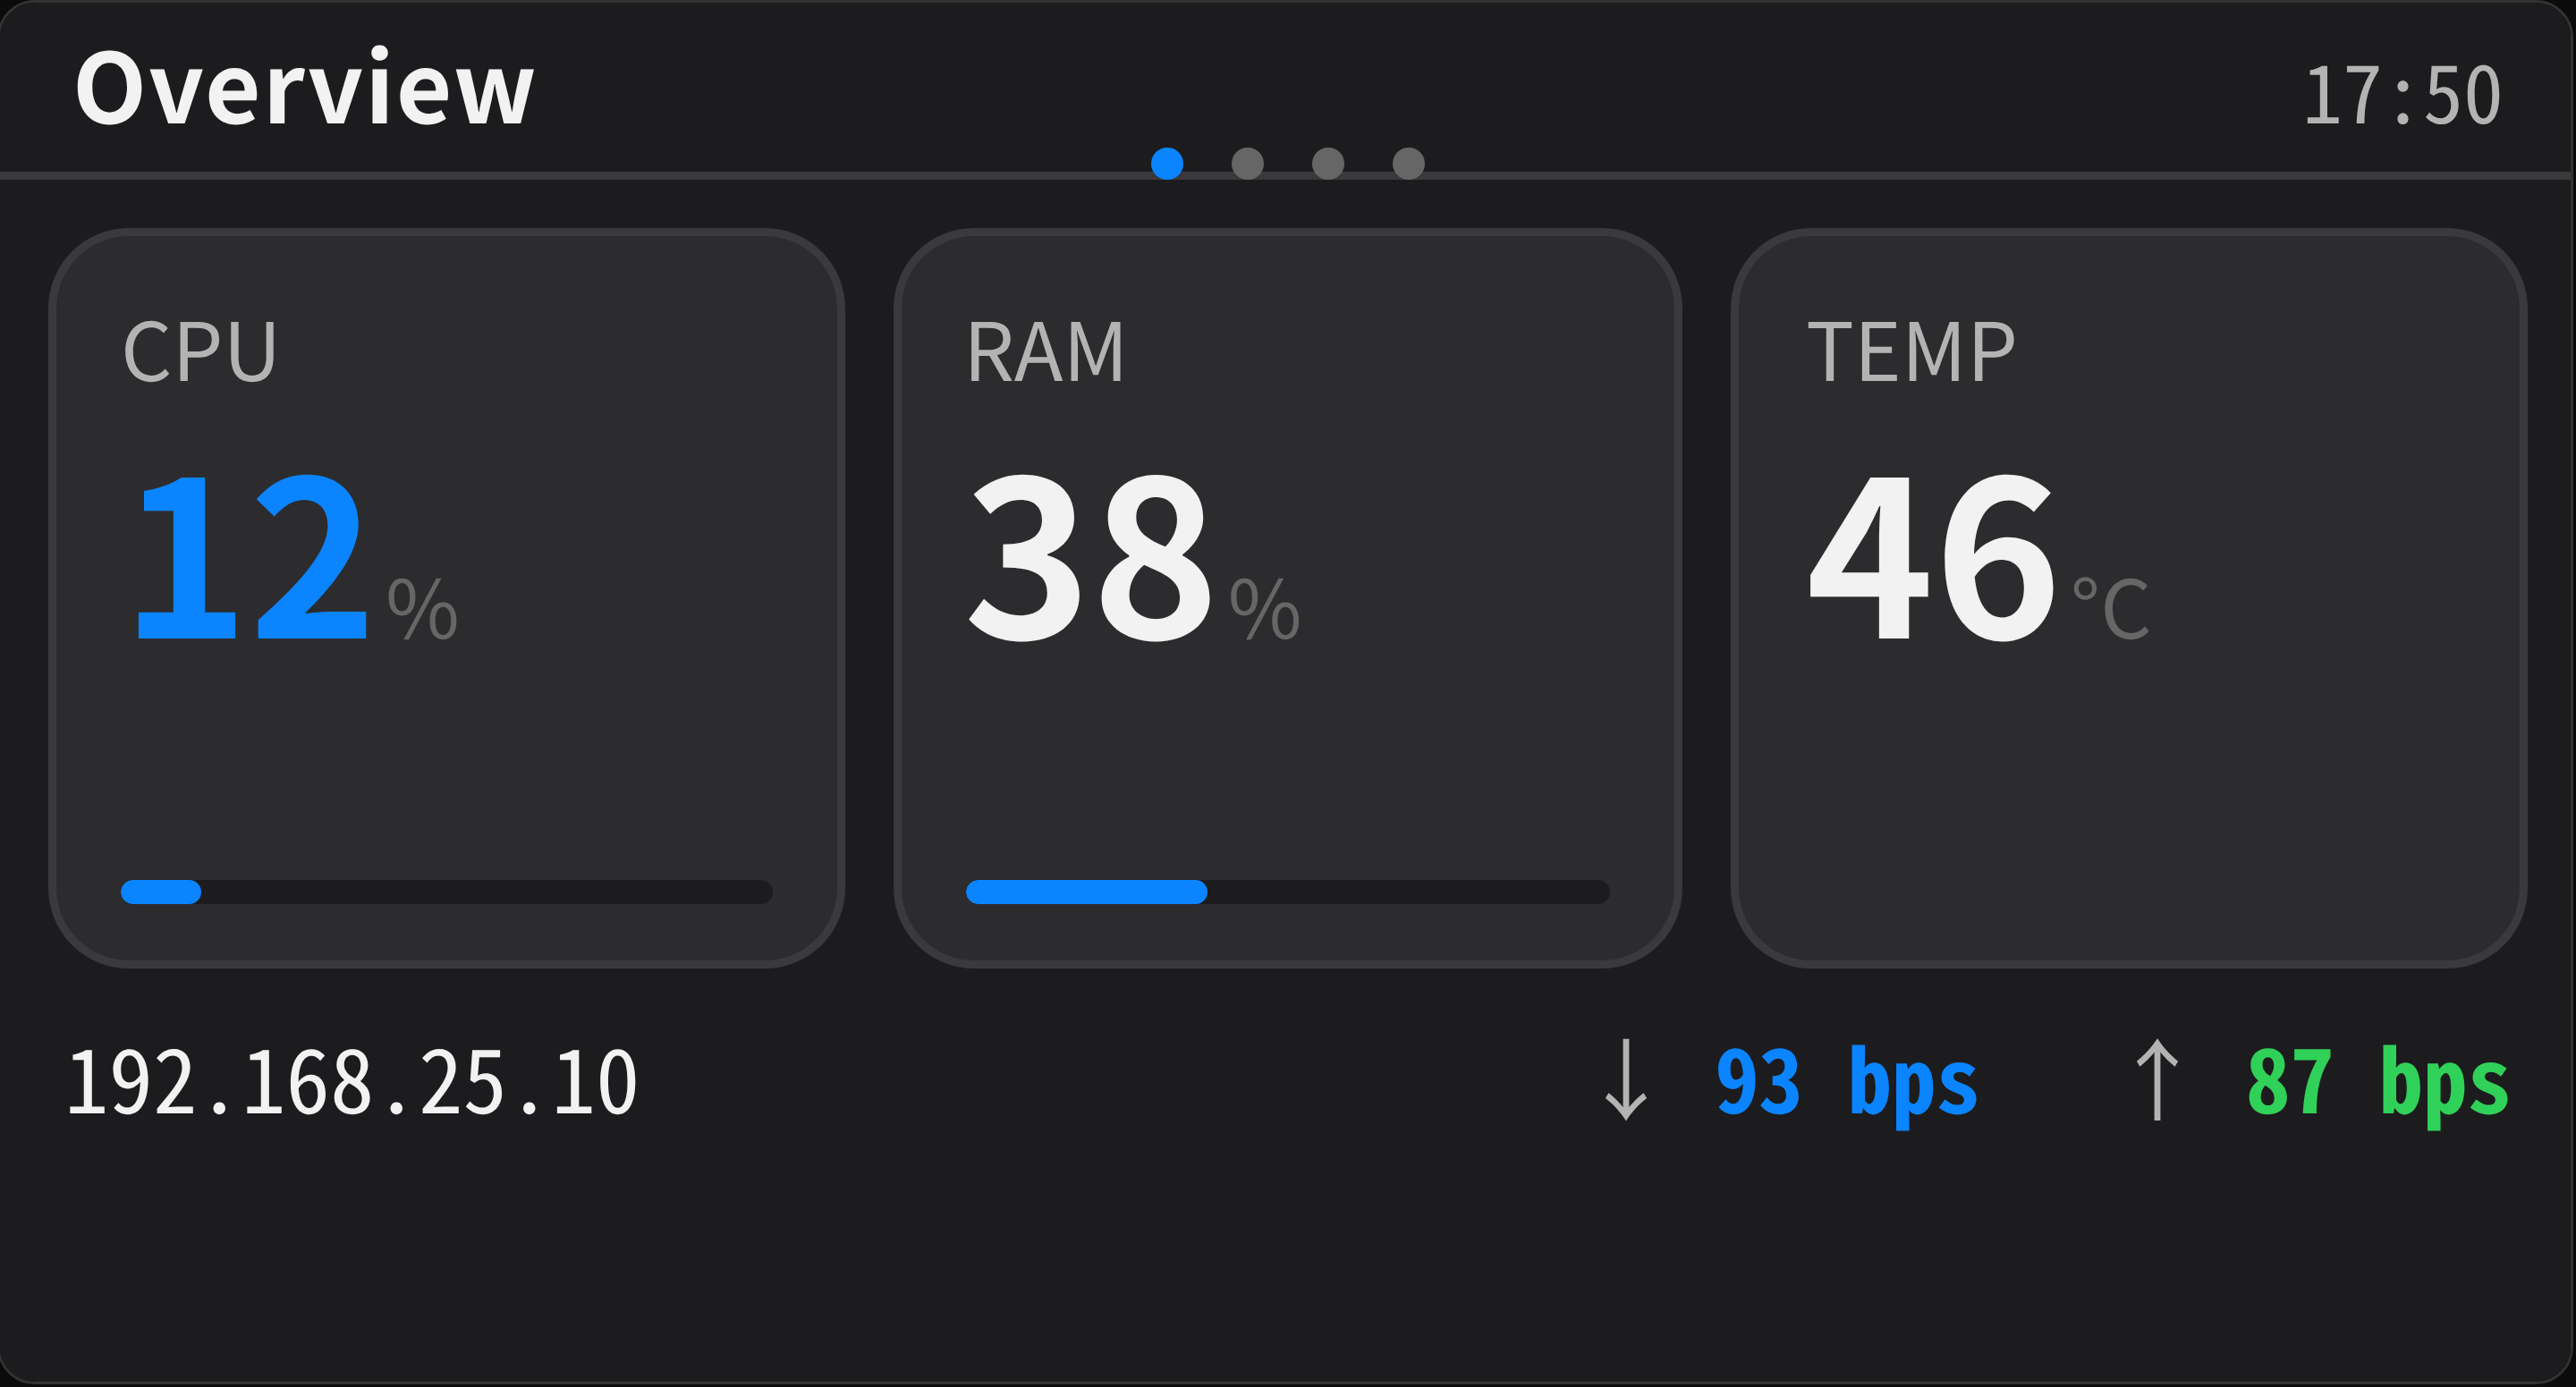 Overview 17:50
CPU RAM TEMP
12 % 38 % 46 °C
192.168.25.10 ↓ 93 bps ↑ 87 bps